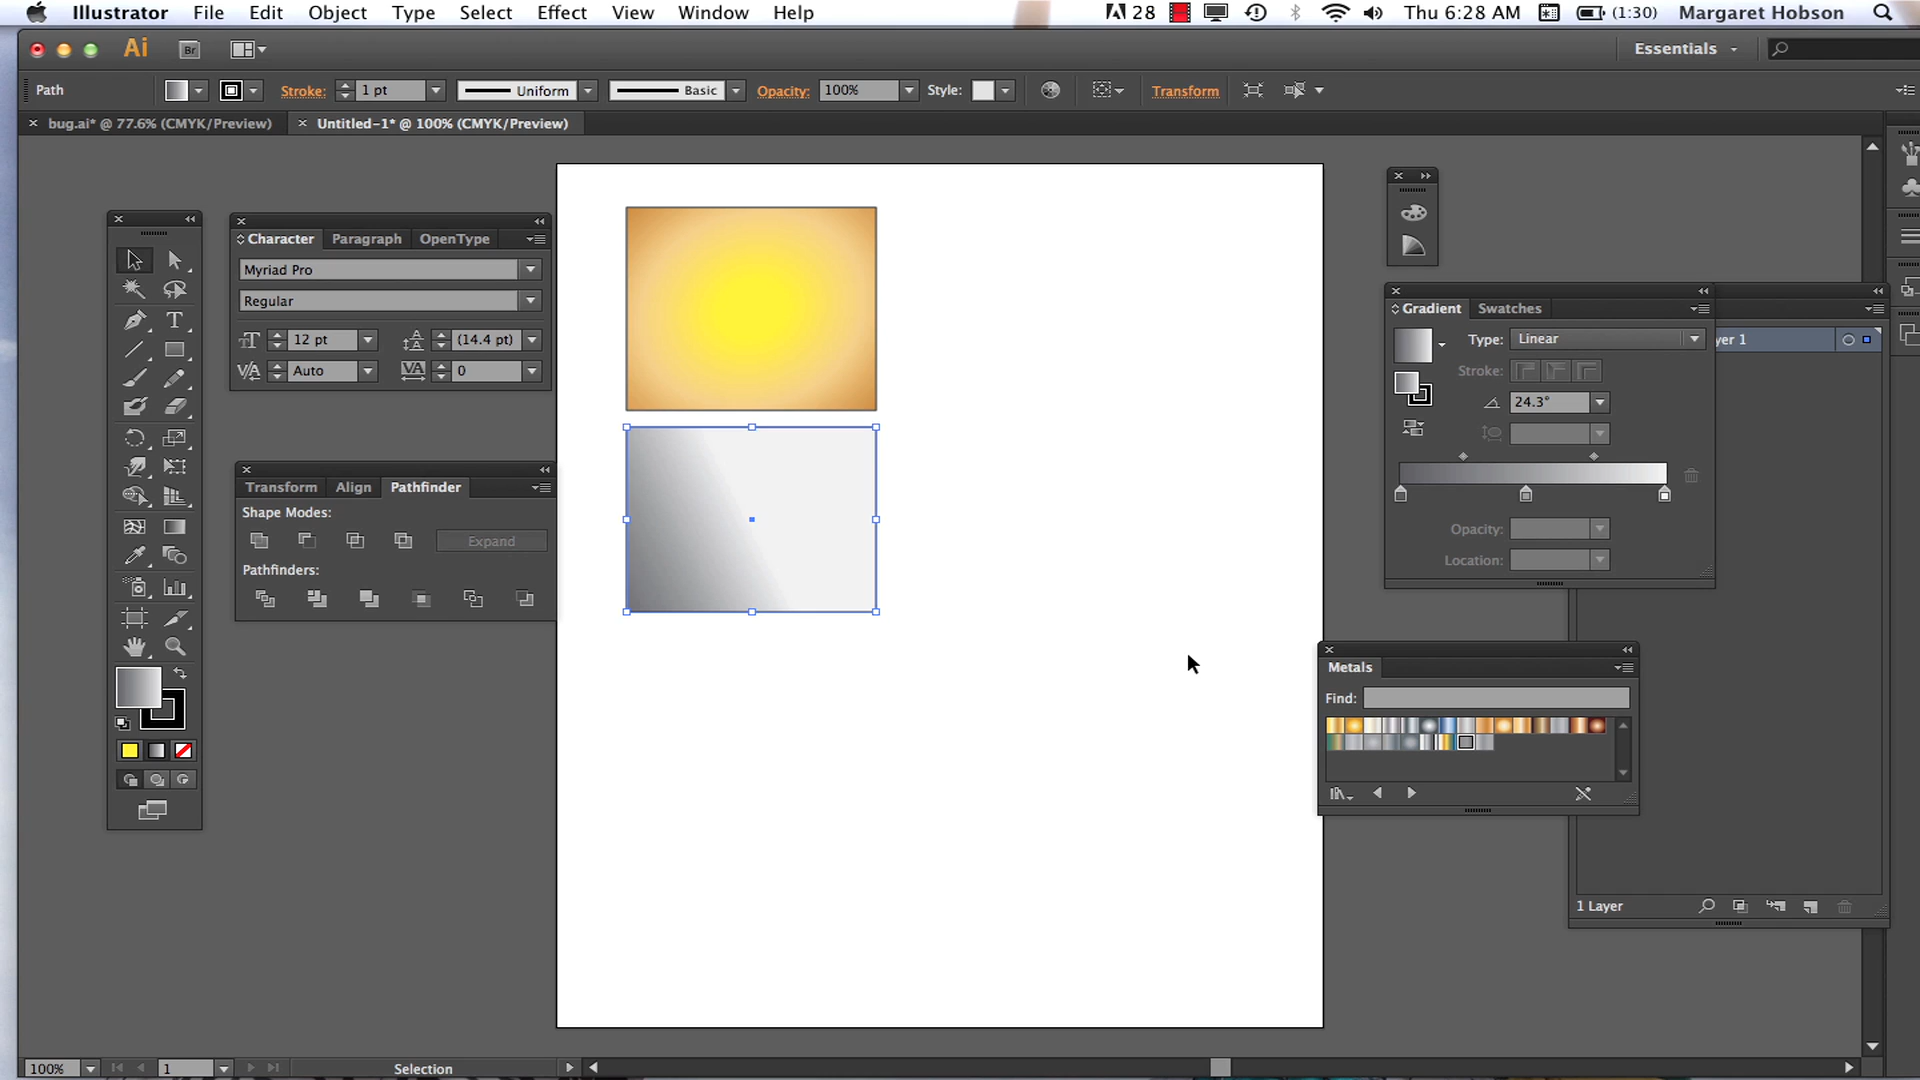 Illustrator File Edit Object Type Select Effect View Window Help 28 Thu 6:28 AM (1:30) Margaret Hobson
Ai Br Essentials
Path Stroke: 1 pt Uniform Basic Opacity: 100% Style: Transform
bug.ai* @ 77.6% (CMYK/Preview) Untitled-1* @ 100% (CMYK/Preview)
Character Paragraph OpenType
Myriad Pro
Regular
12 pt (14.4 pt)
Auto 0
Transform Align Pathfinder
Shape Modes:
Expand
Pathfinders:
Gradient Swatches
Type: Linear
yer 1
Stroke:
24.3°
Opacity:
Location:
Metals
Find:
1 Layer
100% 1 Selection